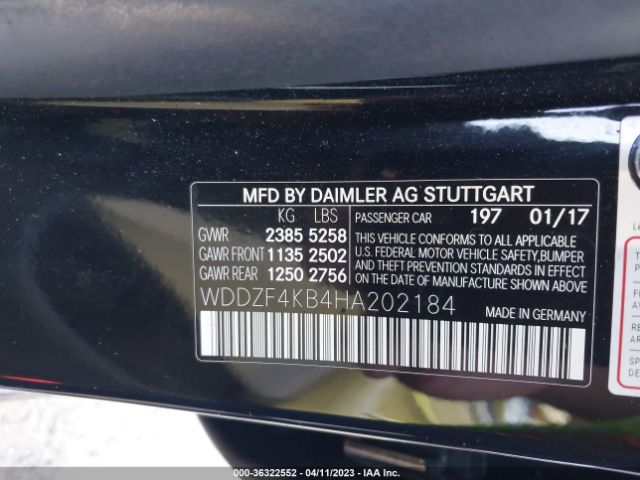 MFD BY DAIMLER AG STUTTGART
KG LBS PASSENGER CAR 197 01/17
GVWR 2385 5258
GAWR FRONT 1135 2502
GAWR REAR 1250 2756
THIS VEHICLE CONFORMS TO ALL APPLICABLE
U.S. FEDERAL MOTOR VEHICLE SAFETY,BUMPER
AND THEFT PREVENTION STANDARDS IN EFFECT
ON THE DATE OF MANUFACTURE SHOWN ABOVE
WDDZF4KB4HA202184 MADE IN GERMANY
000-36322552 - 04/11/2023 - IAA Inc.